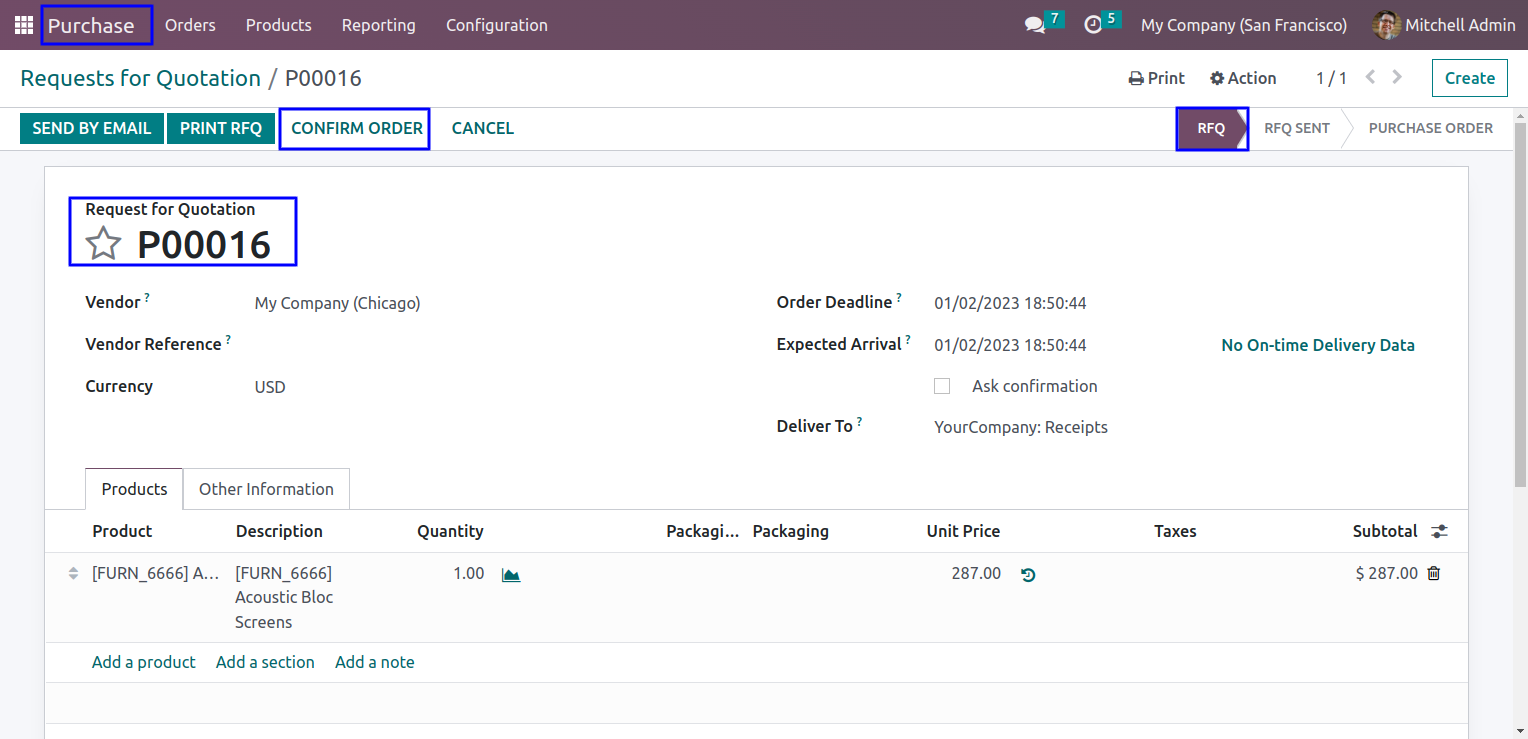 Purchase Orders Products Reporting Configuration 7 5 My Company (San Francisco) Mitchell Admin
Requests for Quotation / P00016 Print Action 1 / 1 Create
SEND BY EMAIL PRINT RFQ CONFIRM ORDER CANCEL RFQ RFQ SENT PURCHASE ORDER
Request for Quotation
P00016
Vendor ? My Company (Chicago) Order Deadline ? 01/02/2023 18:50:44
Vendor Reference ? Expected Arrival ? 01/02/2023 18:50:44 No On-time Delivery Data
Currency USD Ask confirmation
Deliver To ? YourCompany: Receipts
Products Other Information
Product Description Quantity Packagi... Packaging Unit Price Taxes Subtotal
[FURN_6666] A... [FURN_6666] 1.00 287.00 $ 287.00
Acoustic Bloc
Screens
Add a product Add a section Add a note